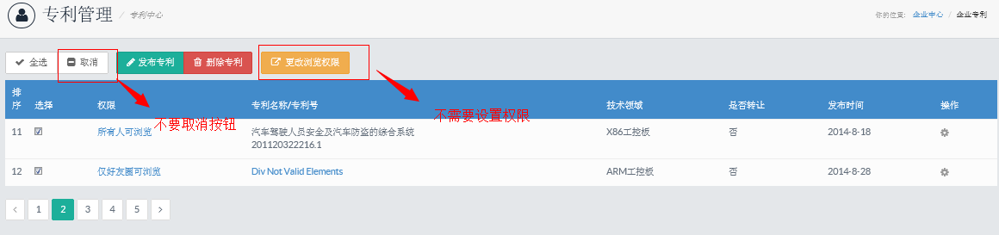 专利管理 / 专利中心
你的位置: 企业中心 / 企业专利
全选 取消 发布专利 删除专利 更改浏览权限
排序 选择 权限 专利名称/专利号 技术领域 是否转让 发布时间 操作
不要取消按钮
不需要设置权限
11 所有人可浏览 汽车驾驶人员安全及汽车防盗的综合系统 X86工控板 否 2014-8-18
201120322216.1
12 仅好友圈可浏览 Div Not Valid Elements ARM工控板 否 2014-8-28
< 1 2 3 4 5 >